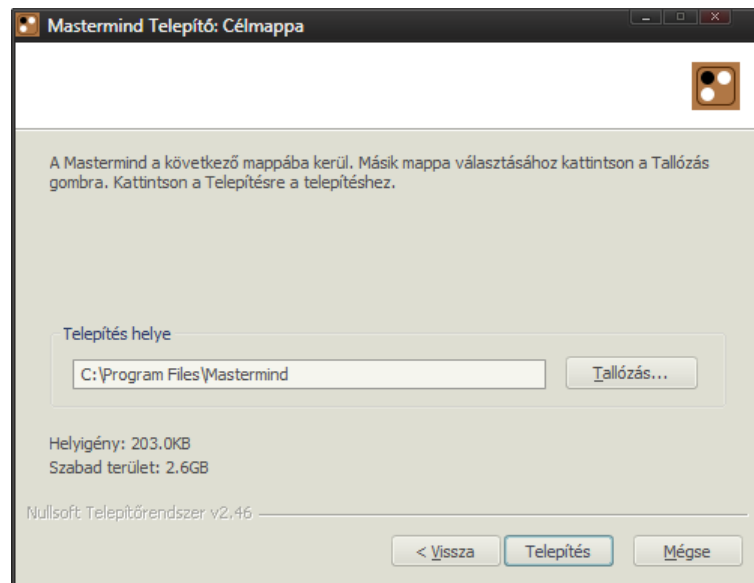 Mastermind Telepítő: Célmappa
A Mastermind a következő mappába kerül. Másik mappa választásához kattintson a Tallózás
gombra. Kattintson a Telepítésre a telepítéshez.
Telepítés helye
C:\Program Files\Mastermind
Tallózás...
Helyigény: 203.0KB
Szabad terület: 2.6GB
Nullsoft Telepítőrendszer v2.46
< Vissza
Telepítés
Mégse